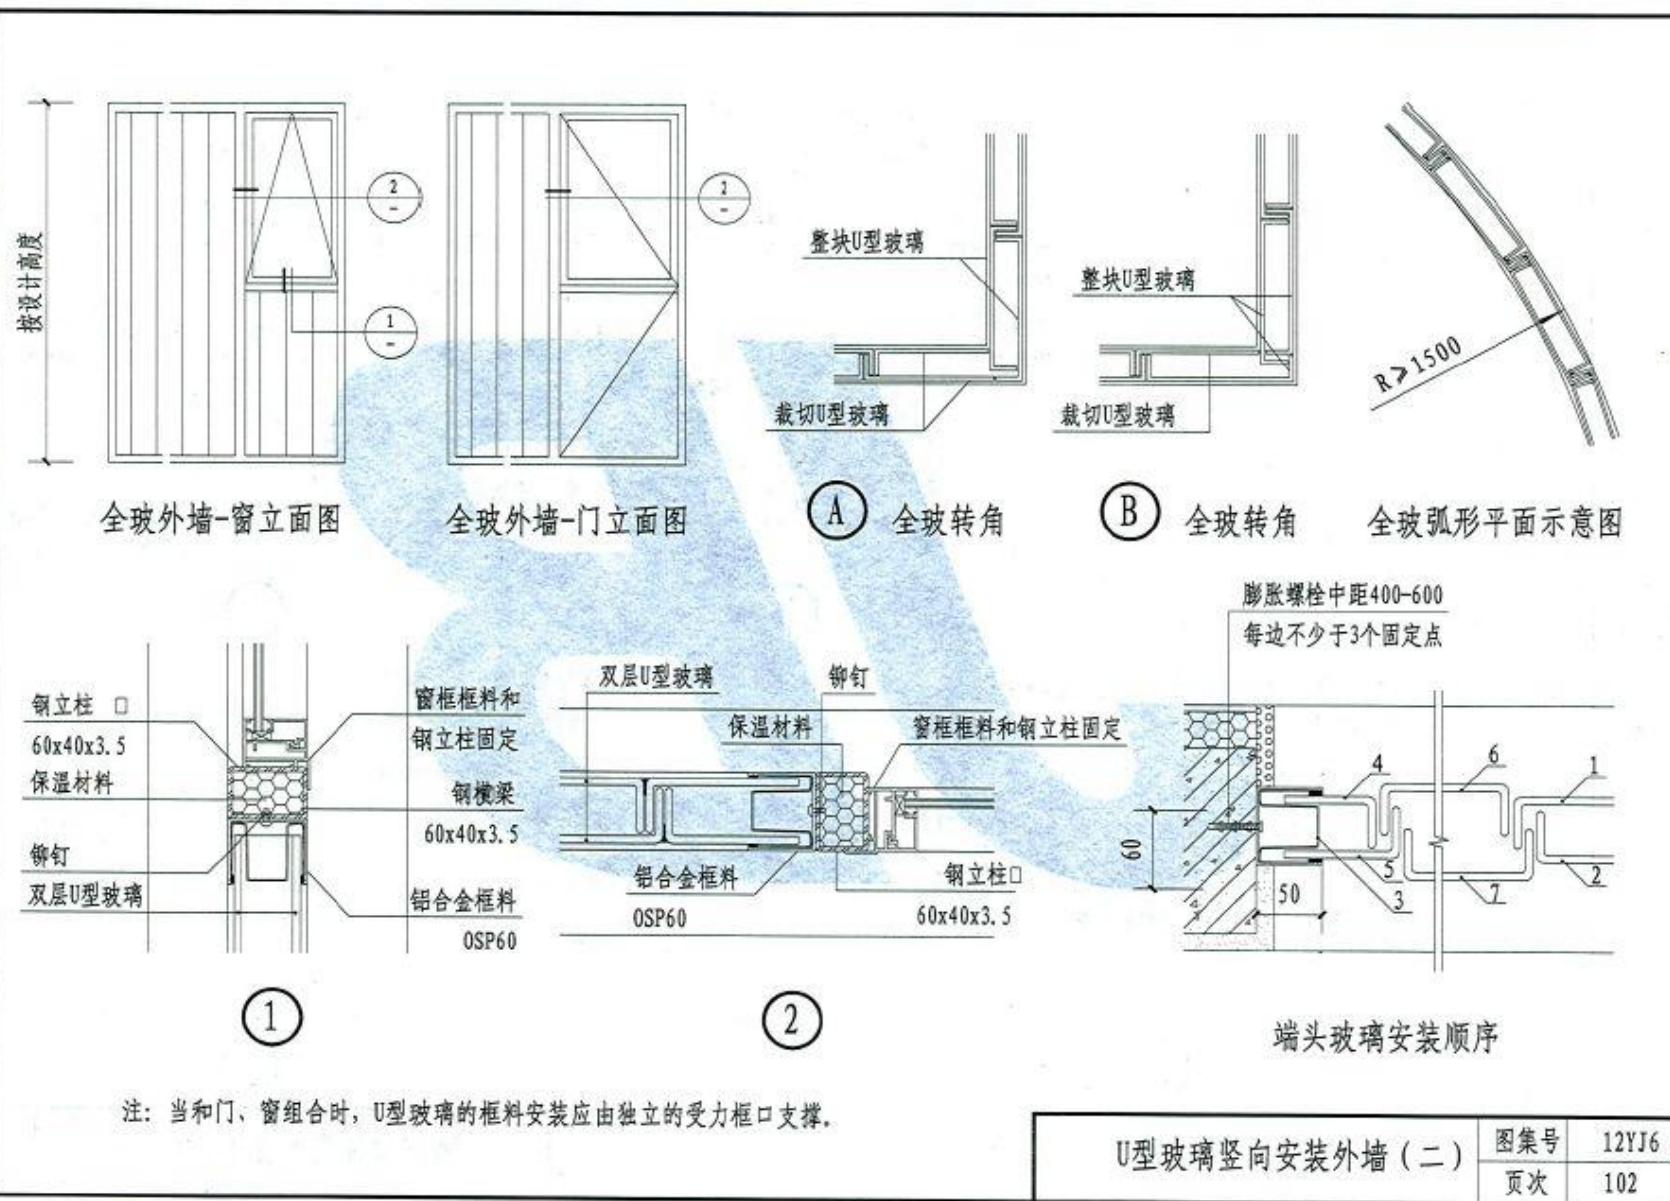 按设计高度
2
-
1
-
2
-
全玻外墙-窗立面图
全玻外墙-门立面图
整块U型玻璃
裁切U型玻璃
A 全玻转角
整块U型玻璃
裁切U型玻璃
B 全玻转角
R≥1500
全玻弧形平面示意图
钢立柱 □
60x40x3.5
保温材料
铆钉
双层U型玻璃
窗框框料和
钢立柱固定
钢横梁
60x40x3.5
铝合金框料
OSP60
1
双层U型玻璃
铆钉
保温材料
窗框框料和钢立柱固定
铝合金框料
OSP60
钢立柱□
60x40x3.5
2
膨胀螺栓中距400-600
每边不少于3个固定点
4
6
1
60
50
5
3
7
2
端头玻璃安装顺序
注: 当和门、窗组合时, U型玻璃的框料安装应由独立的受力框口支撑.
U型玻璃竖向安装外墙(二)
图集号 12YJ6
页次 102